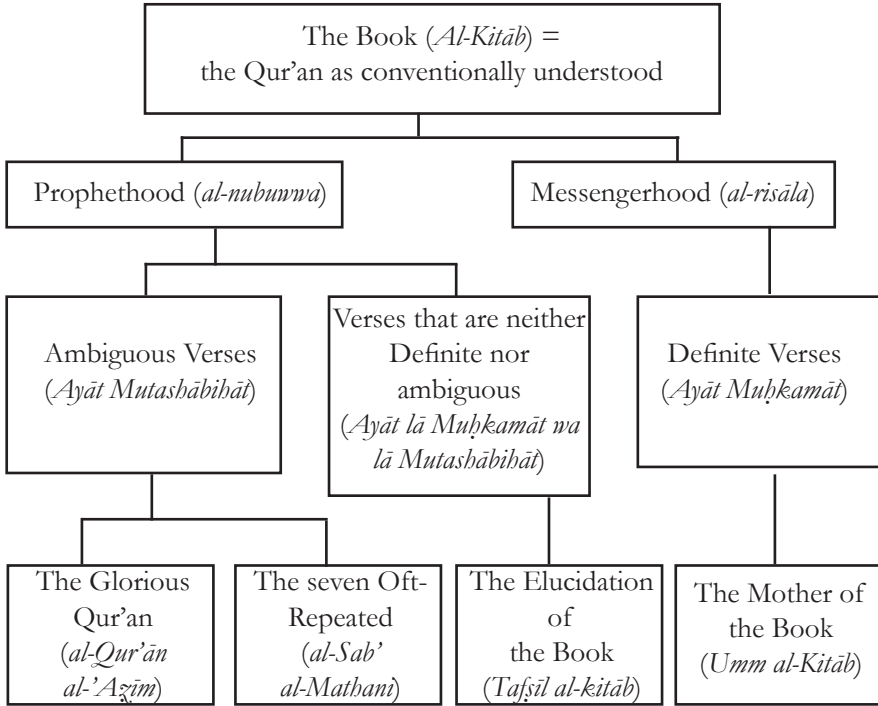 The Book (Al-Kitāb) =
the Qur’an as conventionally understood
Prophethood (al-nubuwwa)
Messengerhood (al-risāla)
Ambiguous Verses
(Ayāt Mutashābihāt)
Verses that are neither
Definite nor
ambiguous
(Ayāt lā Muḥkamāt wa
lā Mutashābihāt)
Definite Verses
(Ayāt Muḥkamāt)
The Glorious
Qur’an
(al-Qur’ān
al-’Aẓīm)
The seven Oft-
Repeated
(al-Sab’
al-Mathani)
The Elucidation
of
the Book
(Tafṣīl al-kitāb)
The Mother of
the Book
(Umm al-Kitāb)